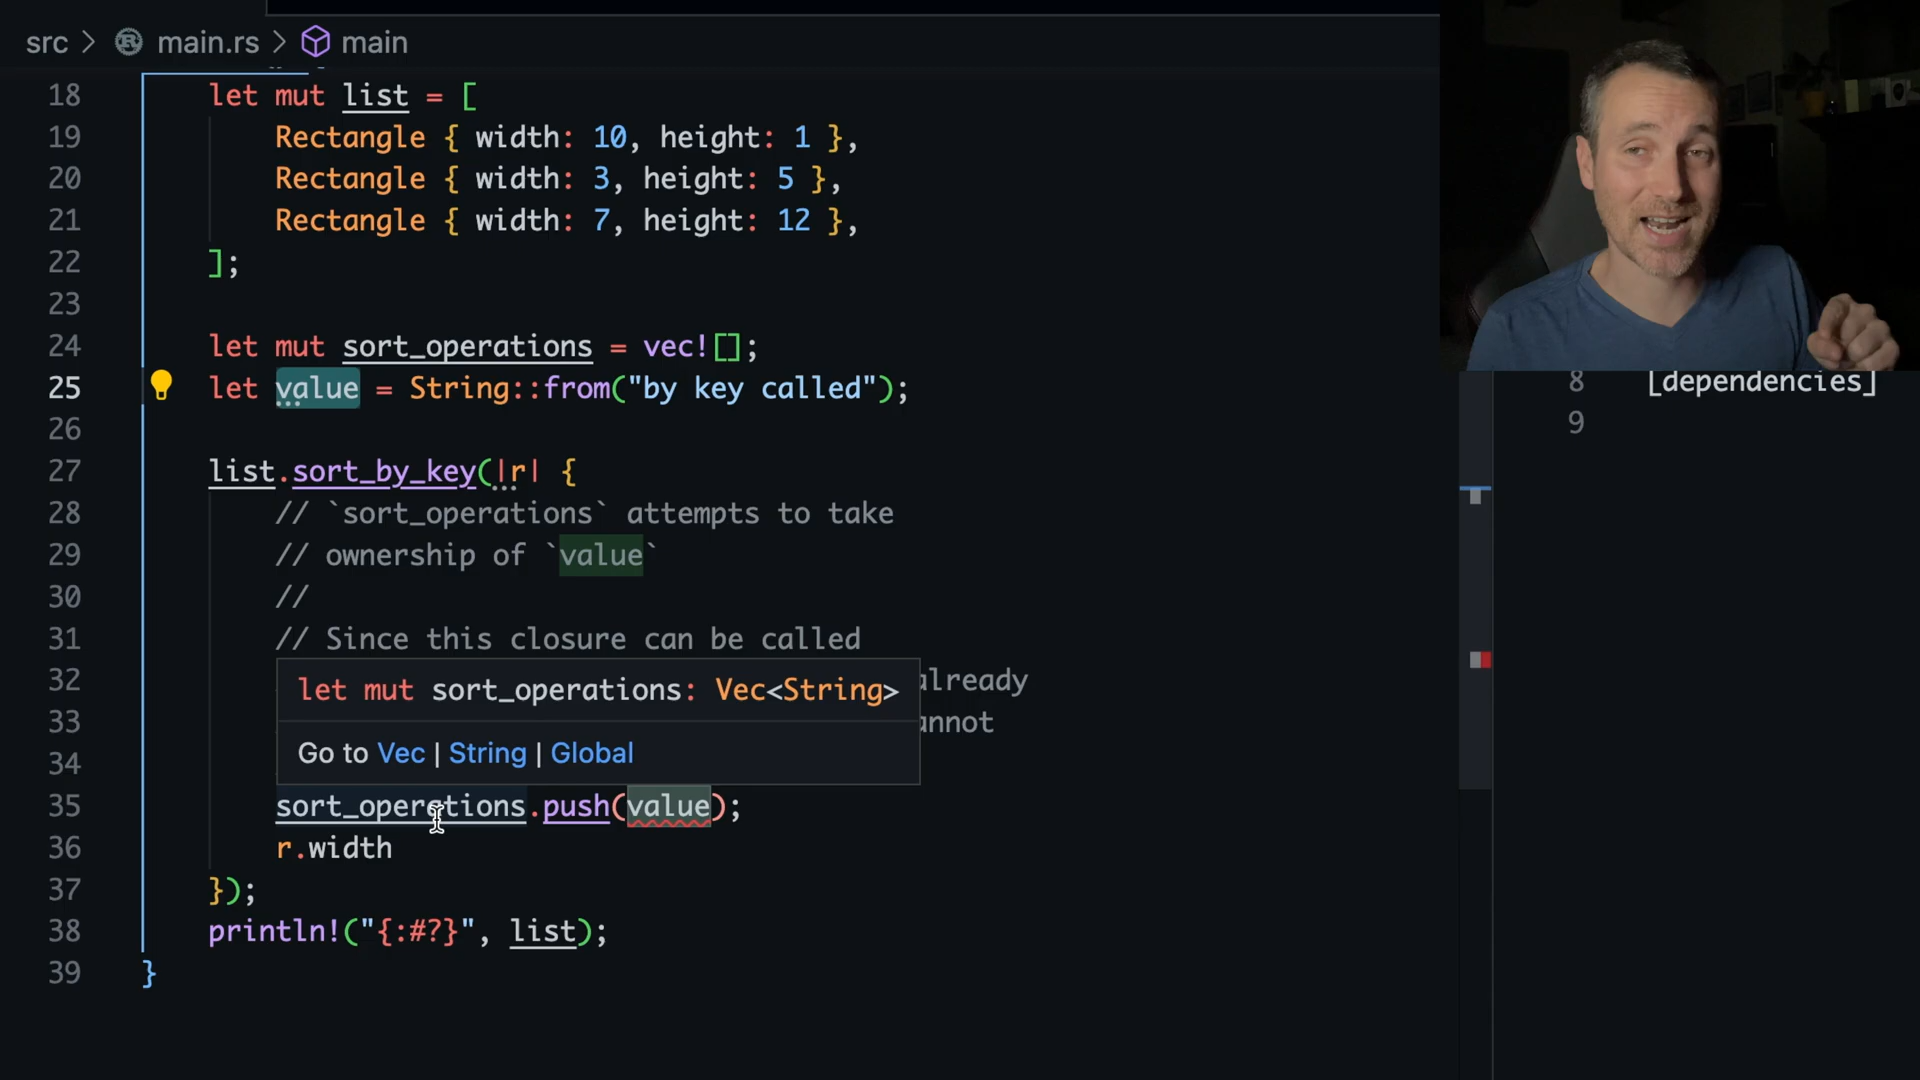 src > main.rs > main
18 let mut list = [
19 Rectangle { width: 10, height: 1 },
20 Rectangle { width: 3, height: 5 },
21 Rectangle { width: 7, height: 12 },
22 ];
23
24 let mut sort_operations = vec![];
25 let value = String::from("by key called");
26
27 list.sort_by_key(|r| {
28 // `sort_operations` attempts to take
29 // ownership of `value`
30 //
31 // Since this closure can be called
32 already
33 annot
34
let mut sort_operations: Vec<String>
Go to Vec | String | Global
35 sort_operations.push(value);
36 r.width
37 });
38 println!("{:#?}", list);
39 }
8 [dependencies]
9